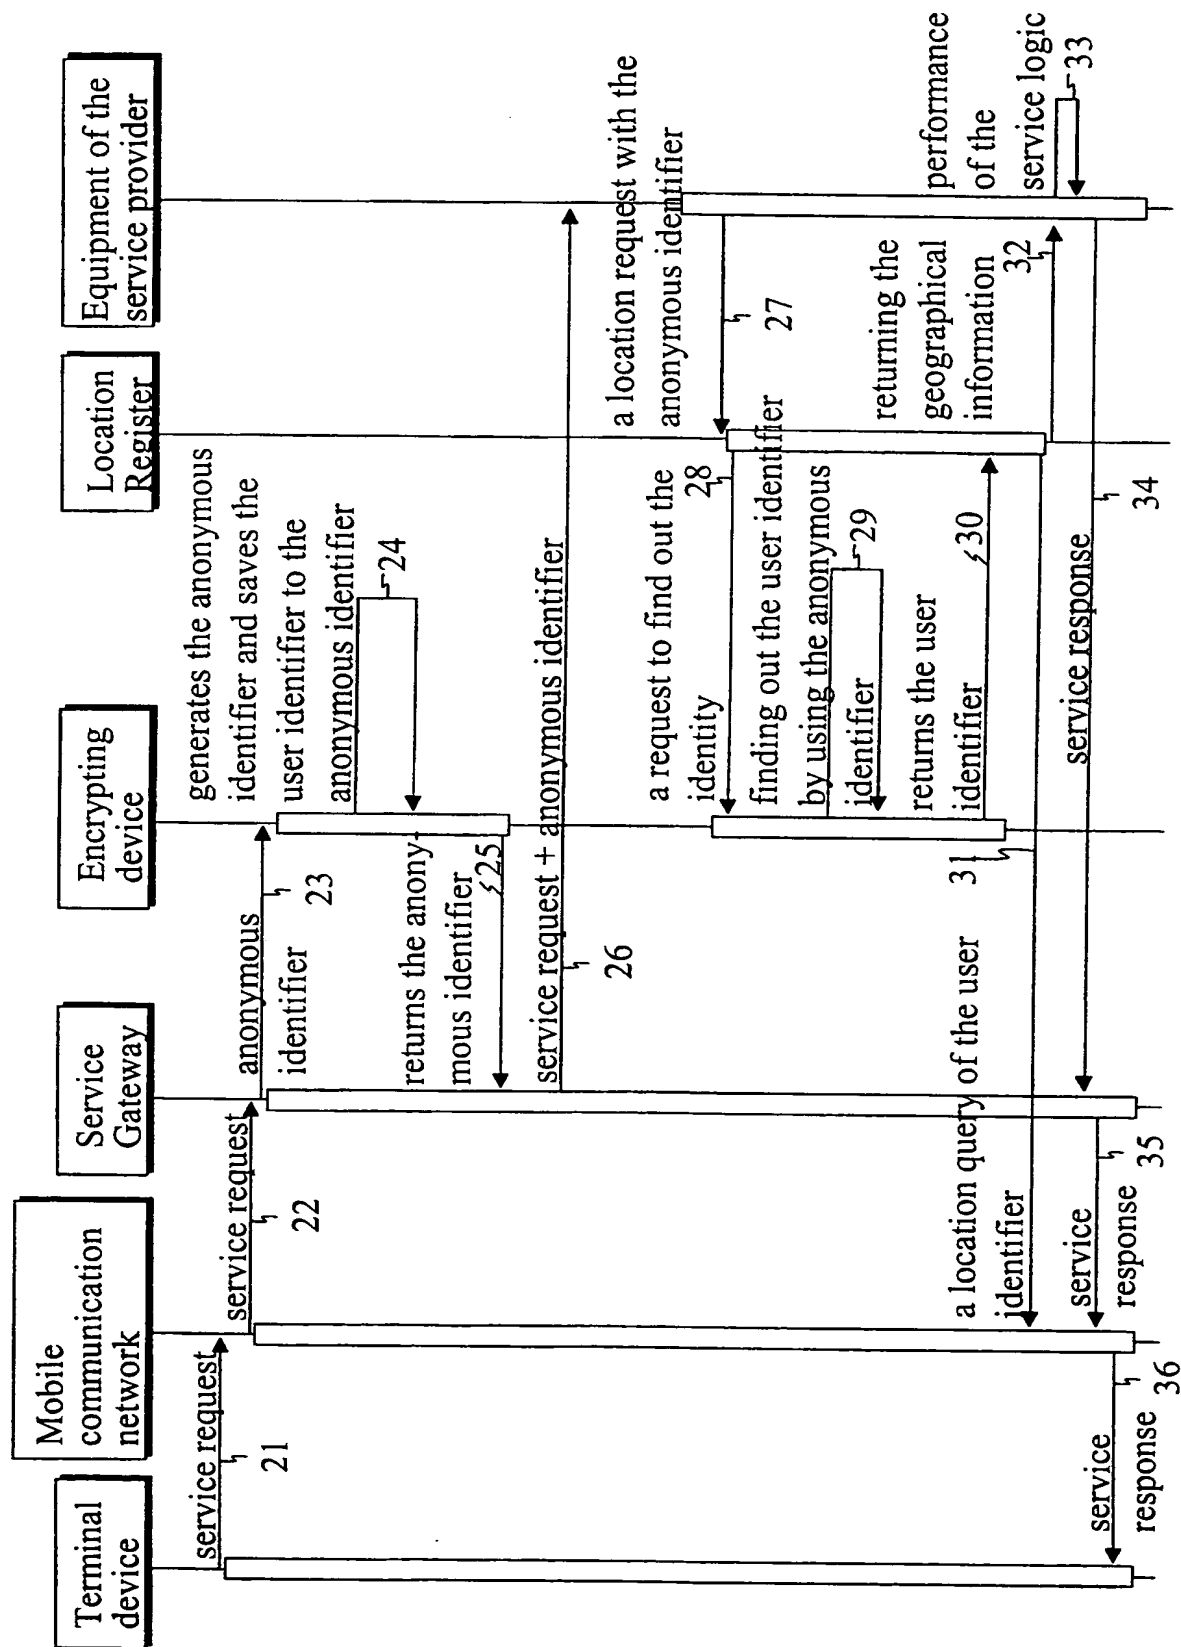 Terminal
device
Mobile
communication
network
Service
Gateway
Encrypting
device
Location
Register
Equipment of the
service provider
service request
21
service request
22
anonymous
identifier
23
generates the anonymous
identifier and saves the
user identifier to the
anonymous identifier
24
returns the anony
mous identifier
25
service request + anonymous identifier
26
a location request with the
anonymous identifier
27
a request to find out the
identity
28
finding out the user identifier
by using the anonymous
identifier
29
returns the user
identifier
30
a location query of the user
identifier
31
returning the
geographical
information
32
performance
of the
service logic
33
service response
34
service
response
35
service
response
36